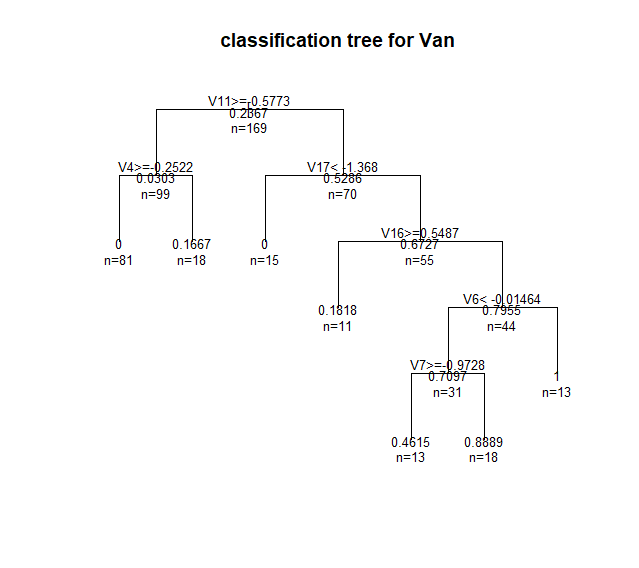 classification tree for Van
V11>=-0.5773
0.2367
n=169
V4>=-0.2522
0.0303
n=99
V17< -1.368
0.5286
n=70
0
n=81
0.1667
n=18
0
n=15
V16>=0.5487
0.6727
n=55
0.1818
n=11
V6< -0.01464
0.7955
n=44
V7>=-0.9728
0.7097
n=31
1
n=13
0.4615
n=13
0.8889
n=18